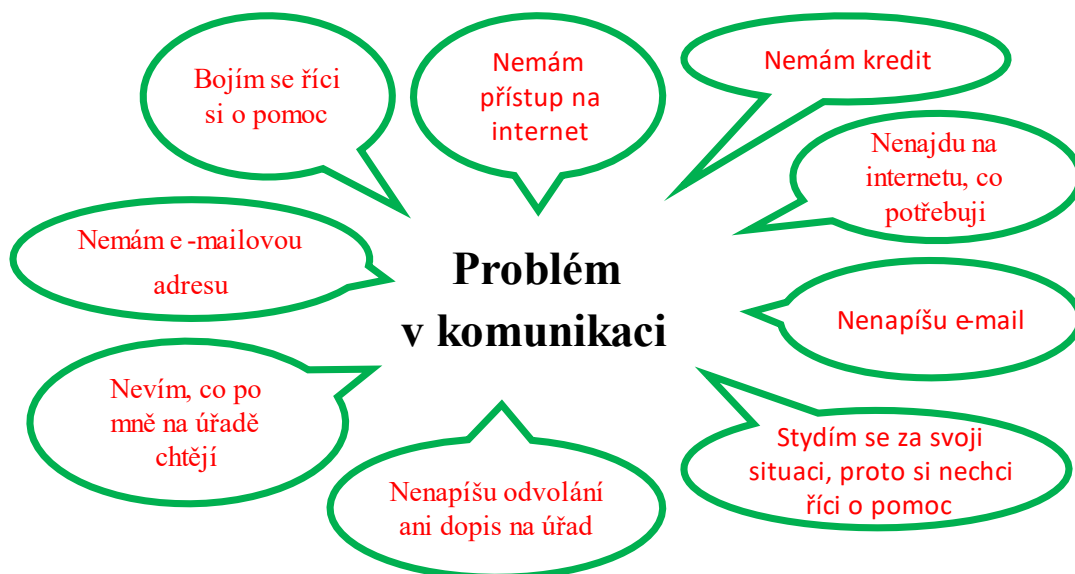 Bojím se říci
si o pomoc
Nemám
přístup na
internet
Nemám kredit
Nenajdu na
internetu, co
potřebuji
Nemám e-mailovou
adresu
Problém
v komunikaci
Nenapíšu e-mail
Nevím, co po
mně na úřadě
chtějí
Nenapíšu odvolání
ani dopis na úřad
Stydím se za svoji
situaci, proto si nechci
říci o pomoc